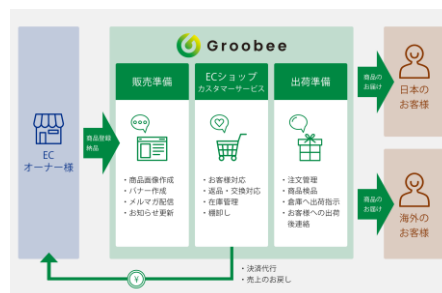 Groobee
販売準備
ECショップ
カスタマーサービス
出荷準備
EC
オーナー様
商品登録
納品
・商品画像作成
・バナー作成
・メルマガ配信
・お知らせ更新
・お客様対応
・返品・交換対応
・在庫管理
・棚卸し
・注文管理
・商品検品
・倉庫へ出荷指示
・お客様への出荷
後連絡
商品の
お届け
日本の
お客様
商品の
お届け
海外の
お客様
¥
・決済代行
・売上のお戻し